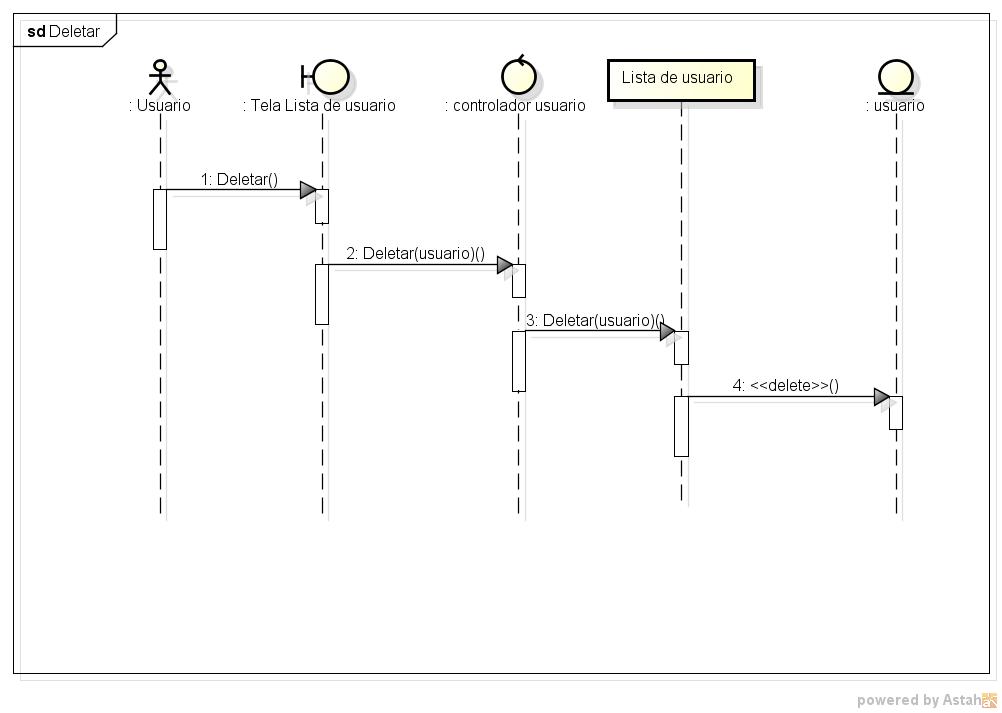 sd Deletar
: Usuario
: Tela Lista de usuario
: controlador usuario
Lista de usuario
: usuario
1: Deletar()
2: Deletar(usuario)()
3: Deletar(usuario)()
4: <<delete>>()
powered by Astah